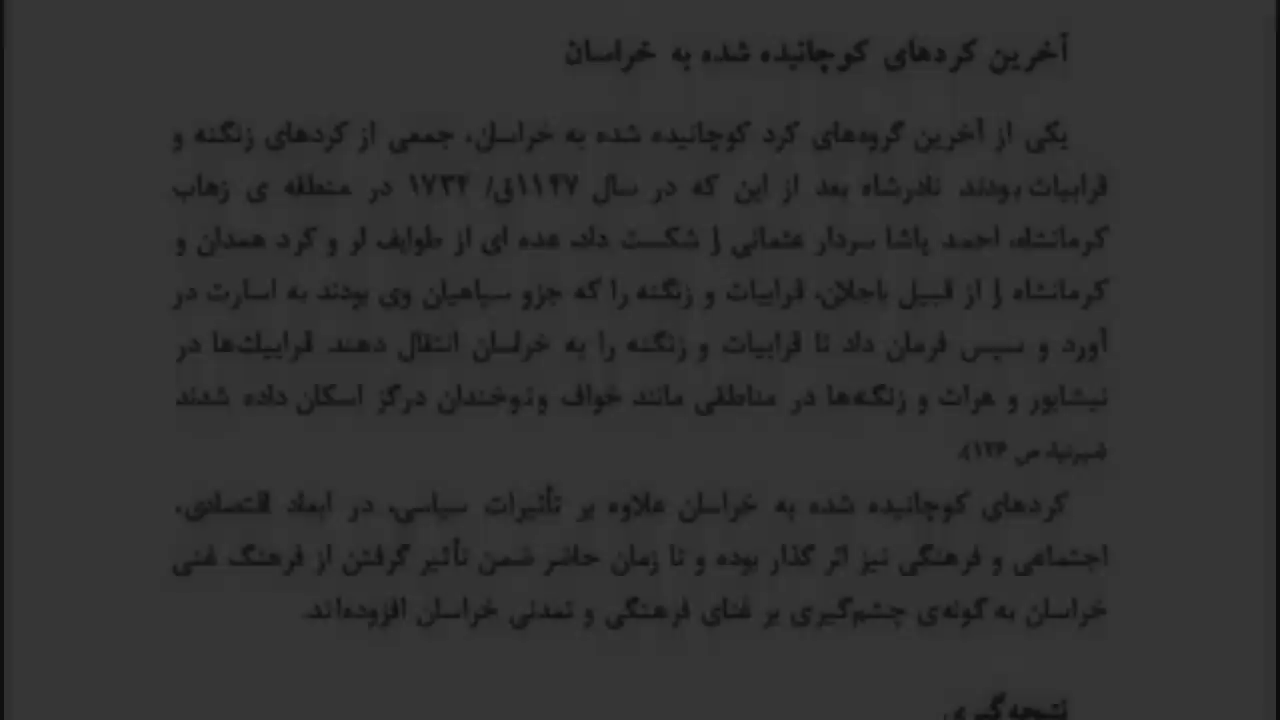 آخرین کردهای کوچانیده شده به خراسان
یکی از آخرین گروه‌های کرد کوچانیده شده به خراسان، جمعی از کردهای زنگنه و
قرابیات بودند. نادرشاه بعد از این که در سال ۱۱۴۷ق/ ۱۷۳۴ در منطقه ی زهاب
کرمانشاه، احمد پاشا سردار عثمانی را شکست داد، عده ای از طوایف لر و کرد همدان و
کرمانشاه را از قبیل باجلان، قرابیات و زنگنه را که جزو سپاهیان وی بودند به اسارت در
آورد و سپس فرمان داد تا قرابیات و زنگنه را به خراسان انتقال دهند. قرابیات‌ها در
نیشابور و هرات و زنگنه‌ها در مناطقی مانند خواف و نوخندان درگز اسکان داده شدند
ص ۱۲۶).
کردهای کوچانیده شده به خراسان علاوه بر تأثیرات سیاسی، در ابعاد اقتصادی،
اجتماعی و فرهنگی نیز اثر گذار بوده و تا زمان حاضر ضمن تأثیر گرفتن از فرهنگ غنی
خراسان به گونه‌ی چشم‌گیری بر غنای فرهنگی و تمدنی خراسان افزوده‌اند.
نتیجه‌گیری